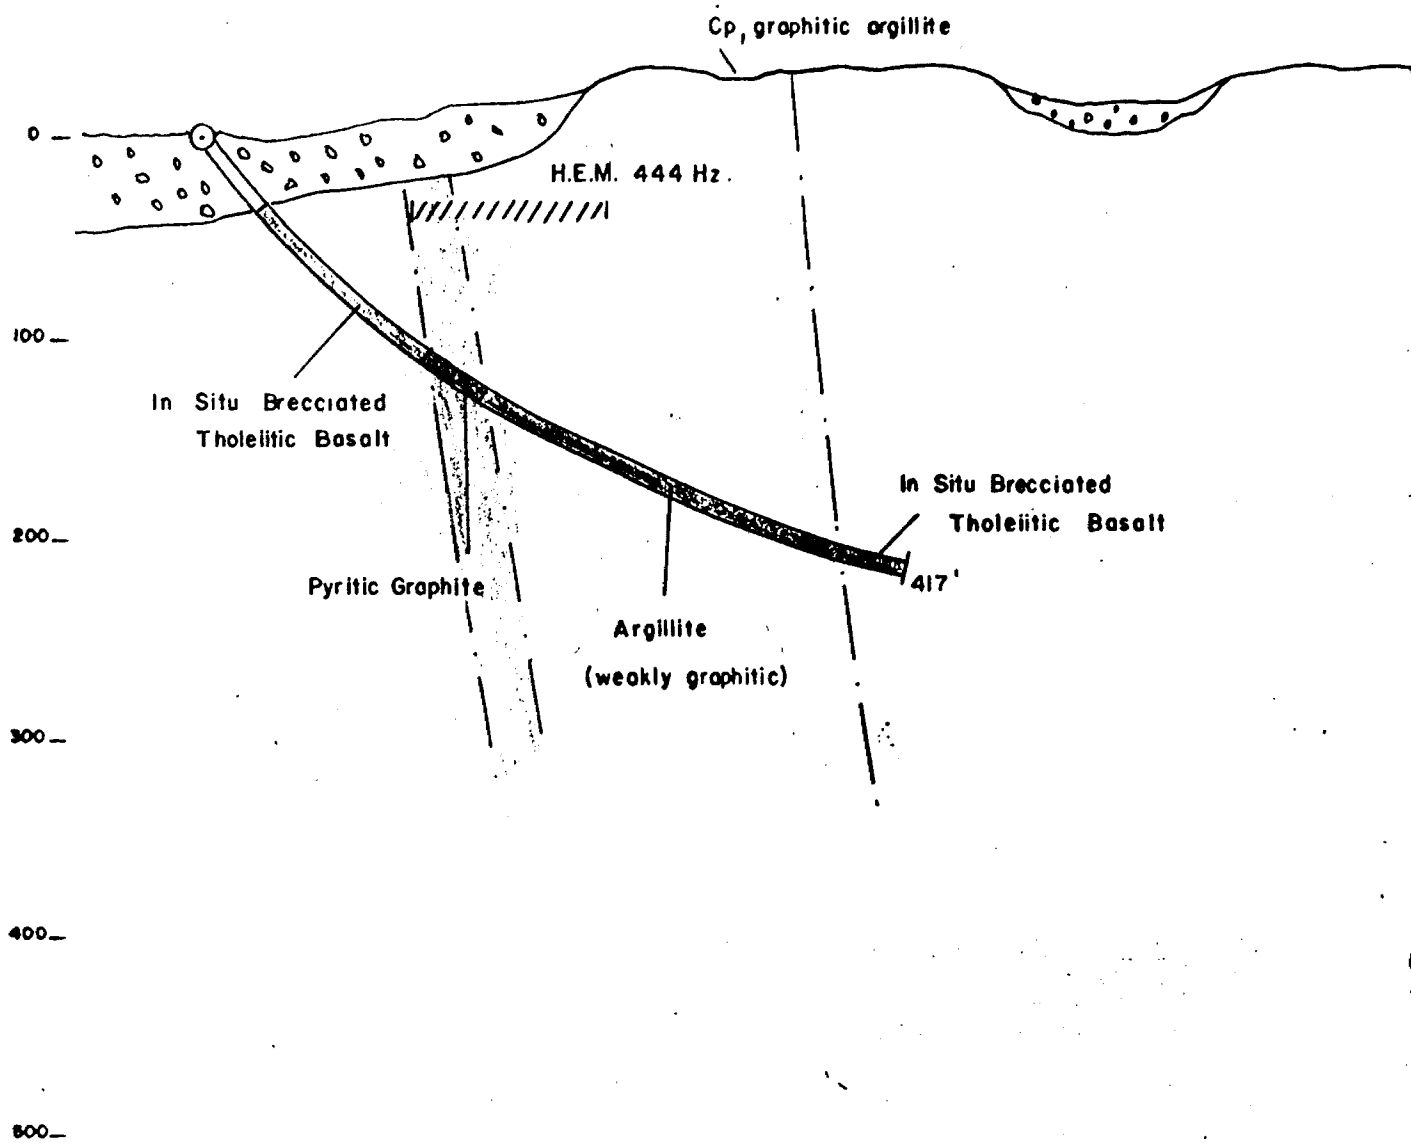 Cp, graphitic argillite
0
H.E.M. 444 Hz.
100
In Situ Brecciated
Tholeiitic Basalt
In Situ Brecciated
Tholeiitic Basalt
200
417'
Pyritic Graphite
Argillite
(weakly graphitic)
300
400
500